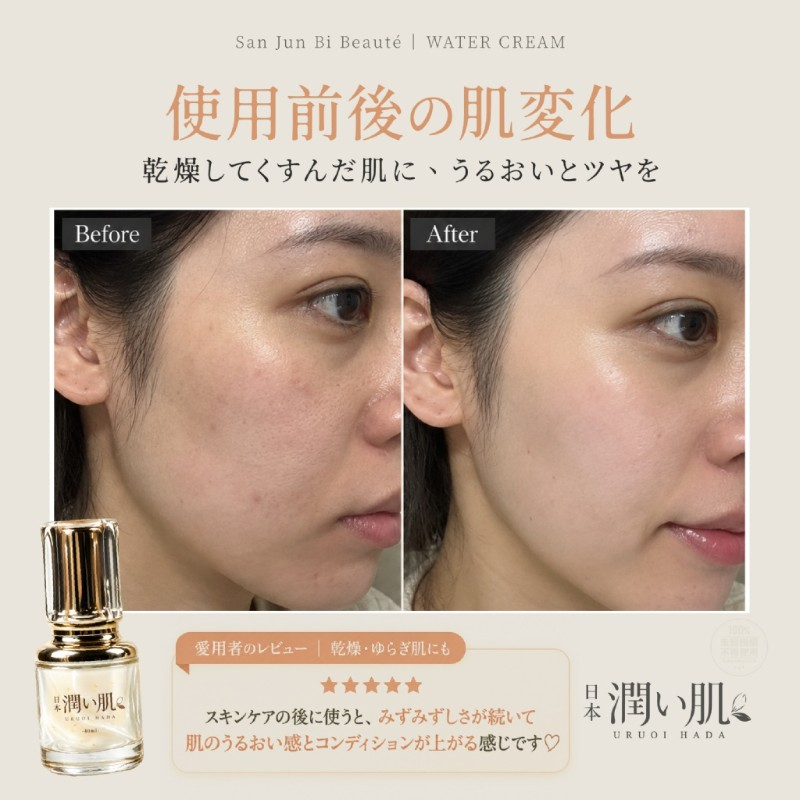 San Jun Bi Beauté | WATER CREAM
使用前後の肌変化
乾燥してくすんだ肌に、うるおいとツヤを
Before
After
愛用者のレビュー | 乾燥・ゆらぎ肌にも
★★★★★
スキンケアの後に使うと、みずみずしさが続いて
肌のうるおい感とコンディションが上がる感じです♡
日本 潤い肌
URUOI HADA
日本 潤い肌
URUOI HADA
100%